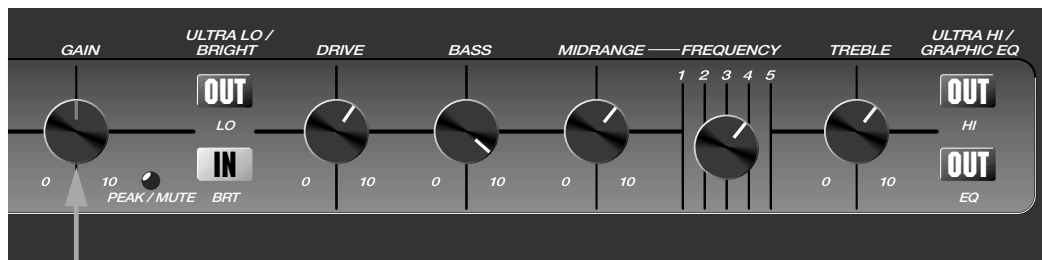 ULTRA LO / BRIGHT
ULTRA HI / GRAPHIC EQ
GAIN
DRIVE
BASS
MIDRANGE
FREQUENCY
TREBLE
1 2 3 4 5
OUT
OUT
LO
HI
IN
OUT
0 10
0 10
0 10
0 10
0 10
PEAK / MUTE
BRT
EQ